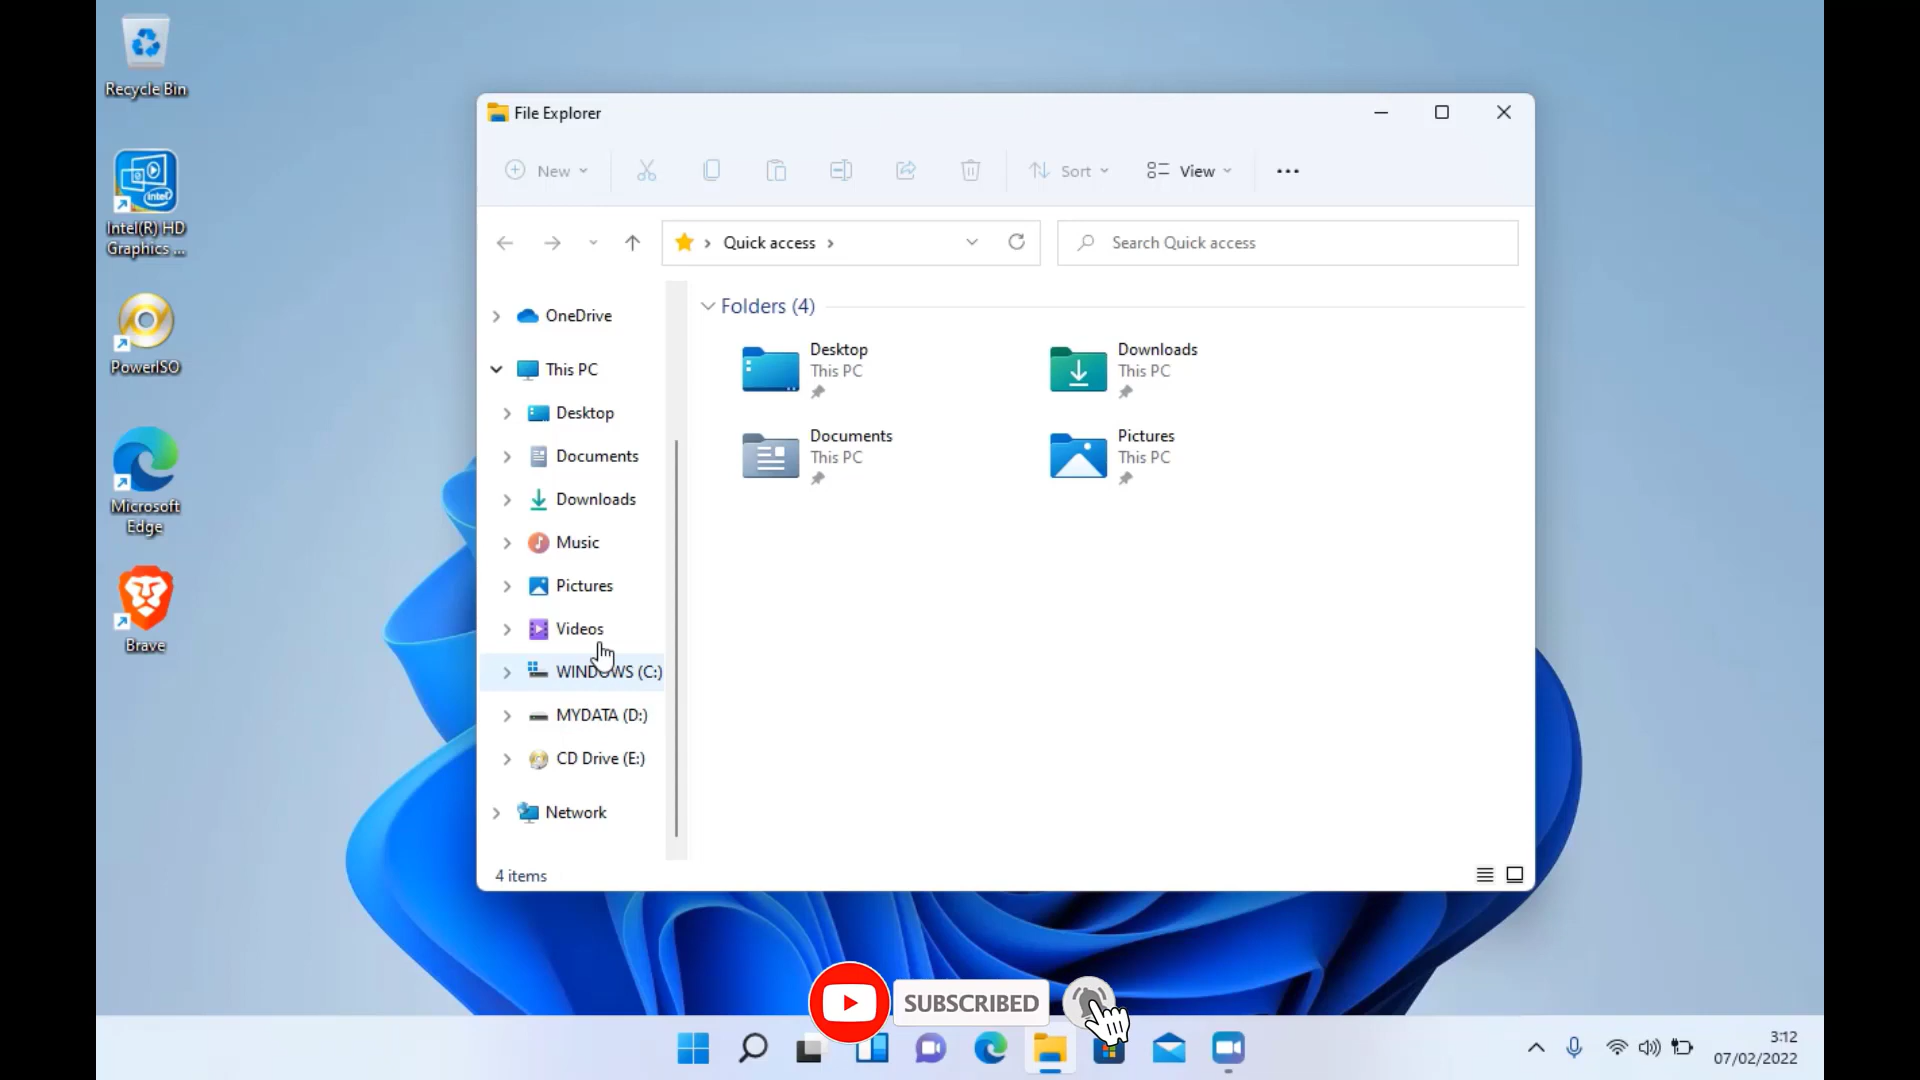 Recycle Bin
intel
Intel(R) HD
Graphics ...
PowerISO
Microsoft
Edge
Brave
File Explorer
New
Sort
View
Quick access
Search Quick access
OneDrive
This PC
Desktop
Documents
Downloads
Music
Pictures
Videos
WINDOWS (C:)
MYDATA (D:)
CD Drive (E:)
Network
Folders (4)
Desktop
This PC
Downloads
This PC
Documents
This PC
Pictures
This PC
4 items
SUBSCRIBED
3:12
07/02/2022